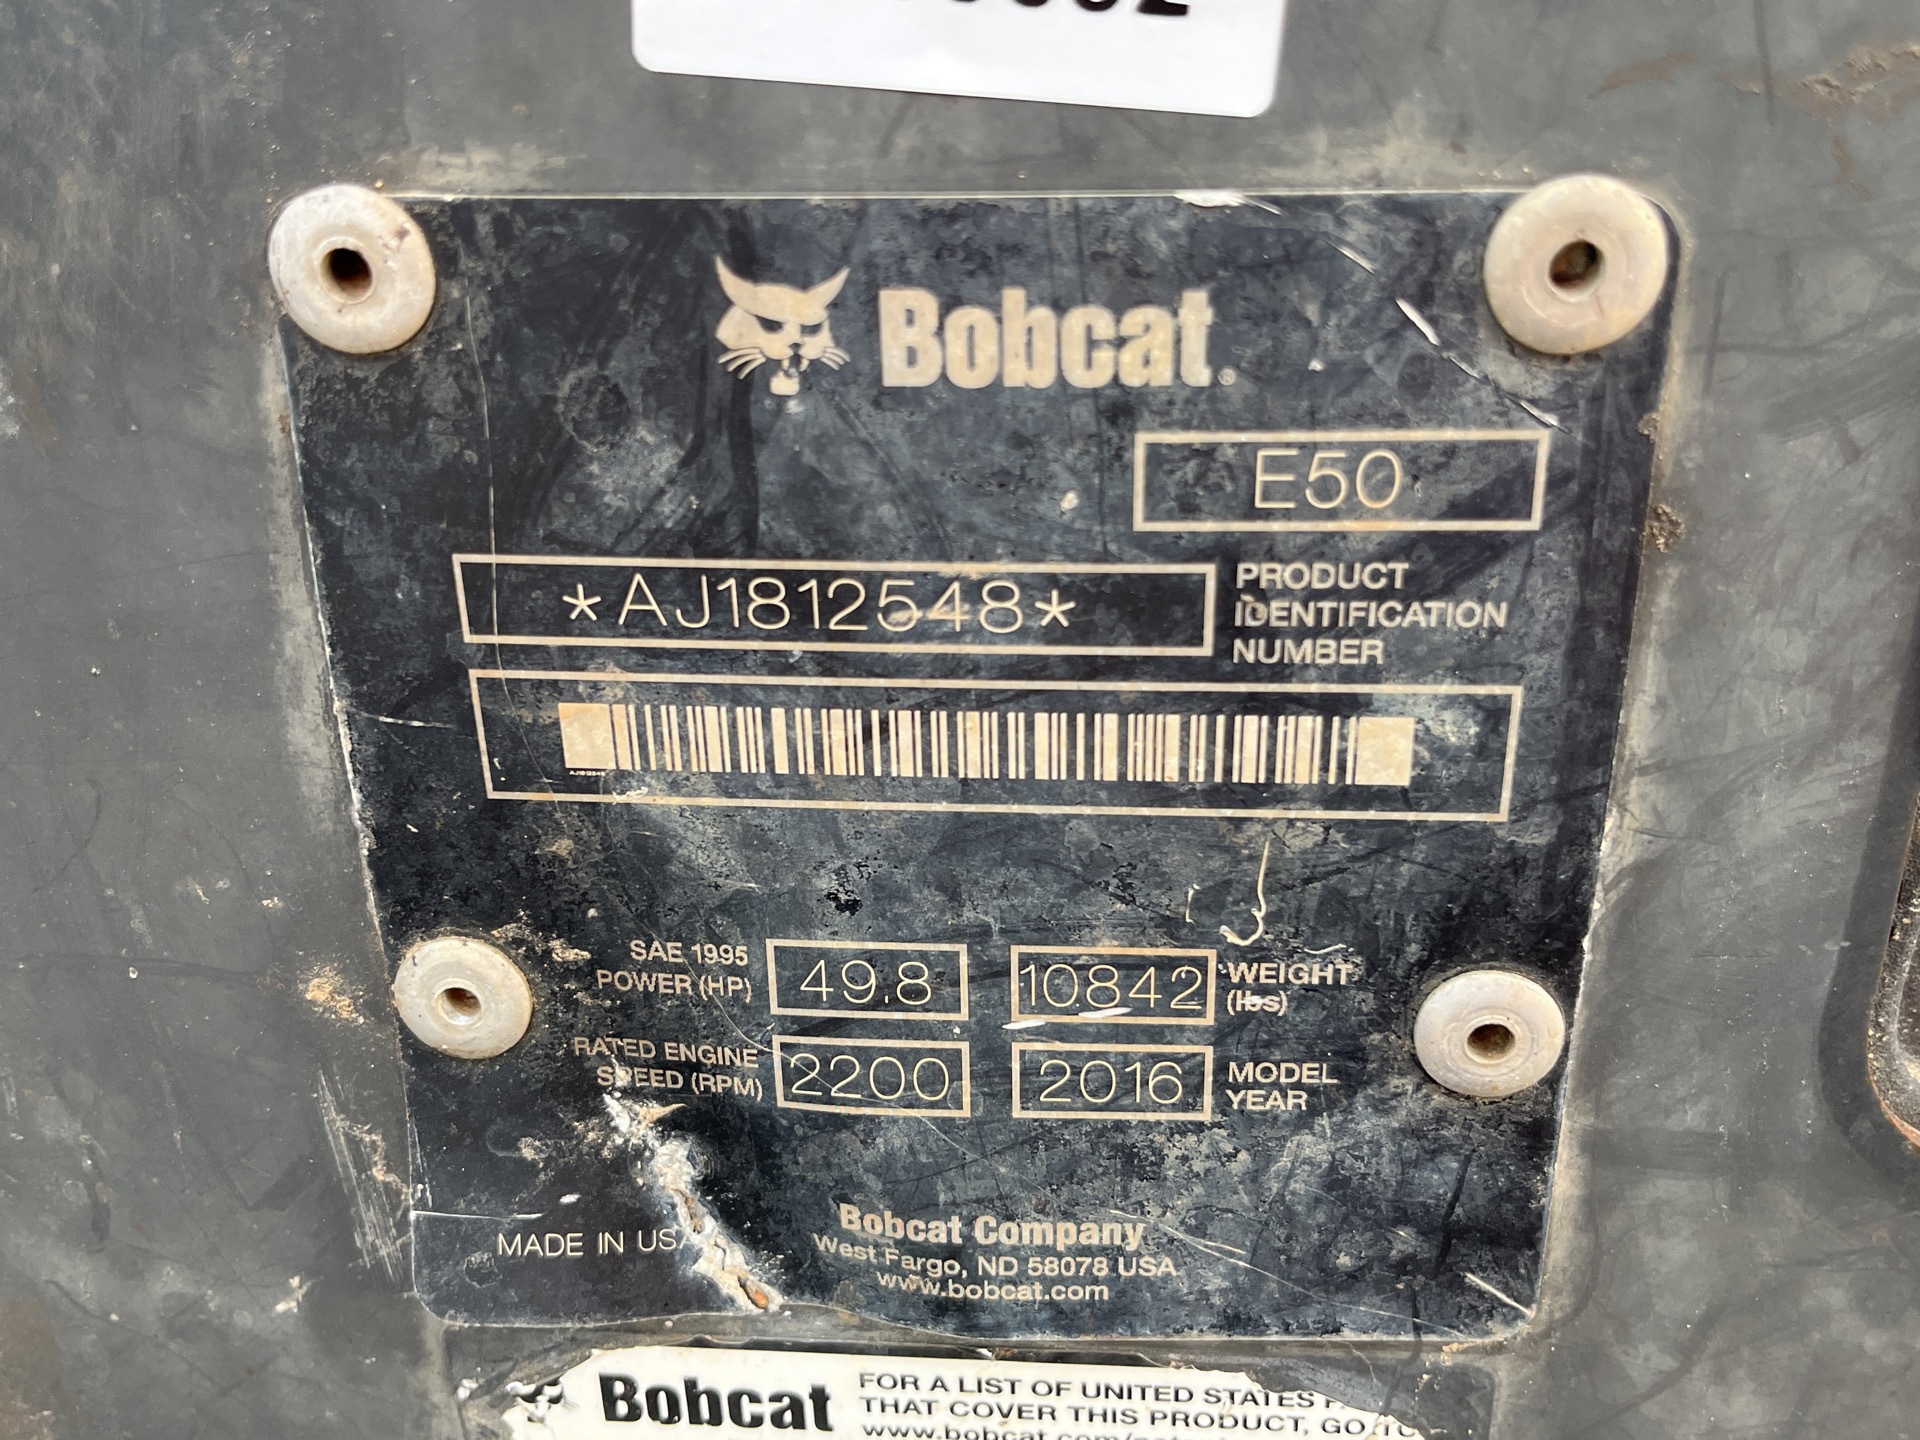 Bobcat
E50
*AJ1812548*
PRODUCT
IDENTIFICATION
NUMBER
AJ1812548
SAE 1995
POWER (HP)
49.8
10842
WEIGHT
(lbs)
RATED ENGINE
SPEED (RPM)
2200
2016
MODEL
YEAR
MADE IN USA
Bobcat Company
West Fargo, ND 58078 USA
www.bobcat.com
Bobcat
FOR A LIST OF UNITED STATES
THAT COVER THIS PRODUCT, GO TO